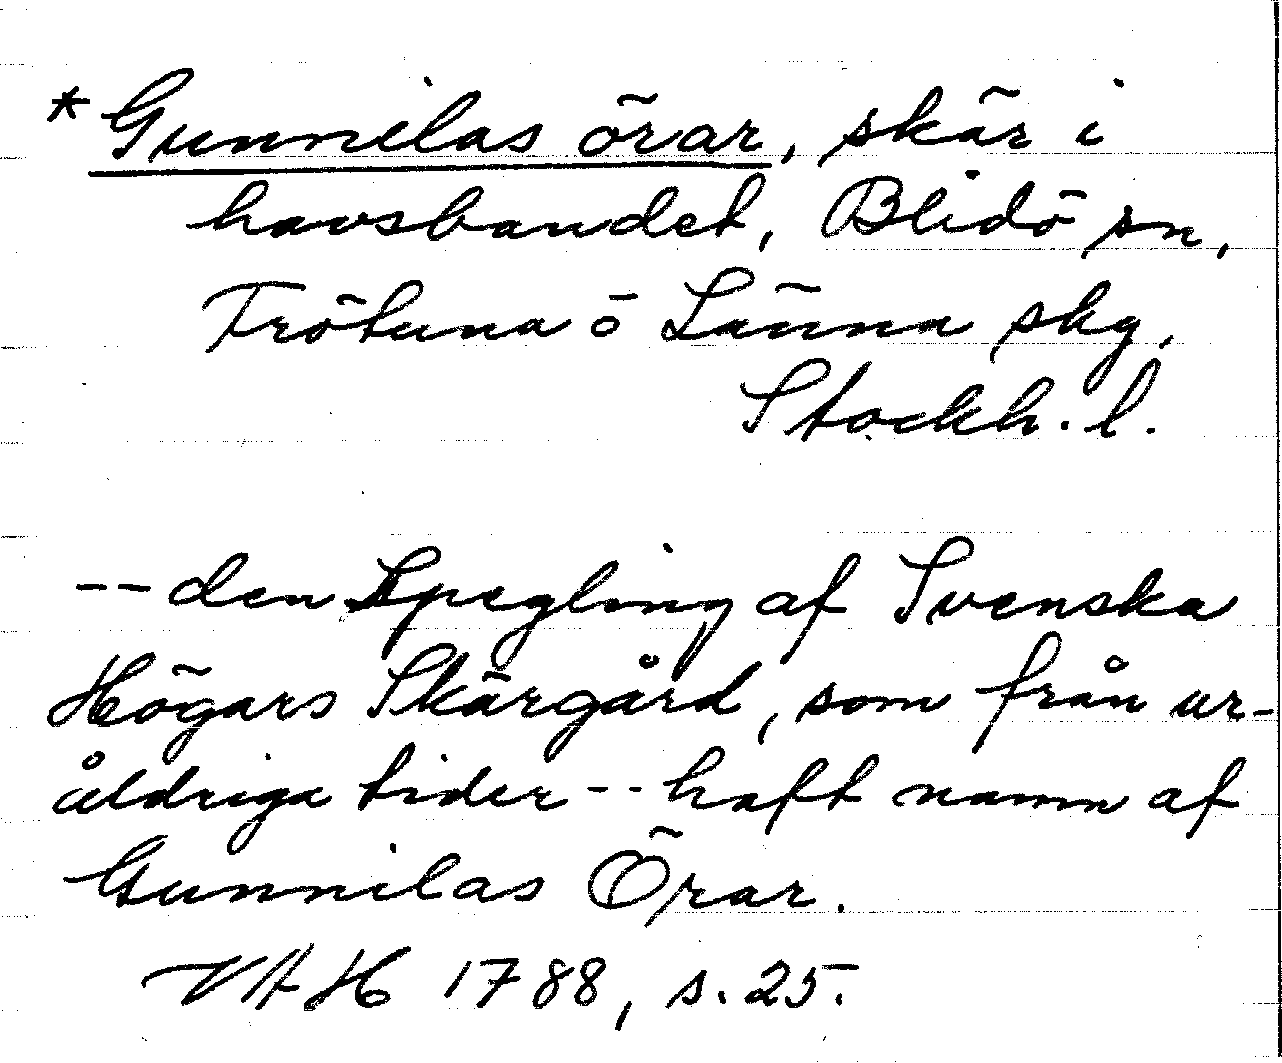 *Gunnilas örar, skär i
havsbandet, Blidö sn,
Frötuna o Länna skg,
Stockh. l.
-- den Spegling af Svenska
Högars Skärgård, som från ur-
åldriga tider -- haft namn af
Gunnilas Örar.
VAH 1788, s. 25.